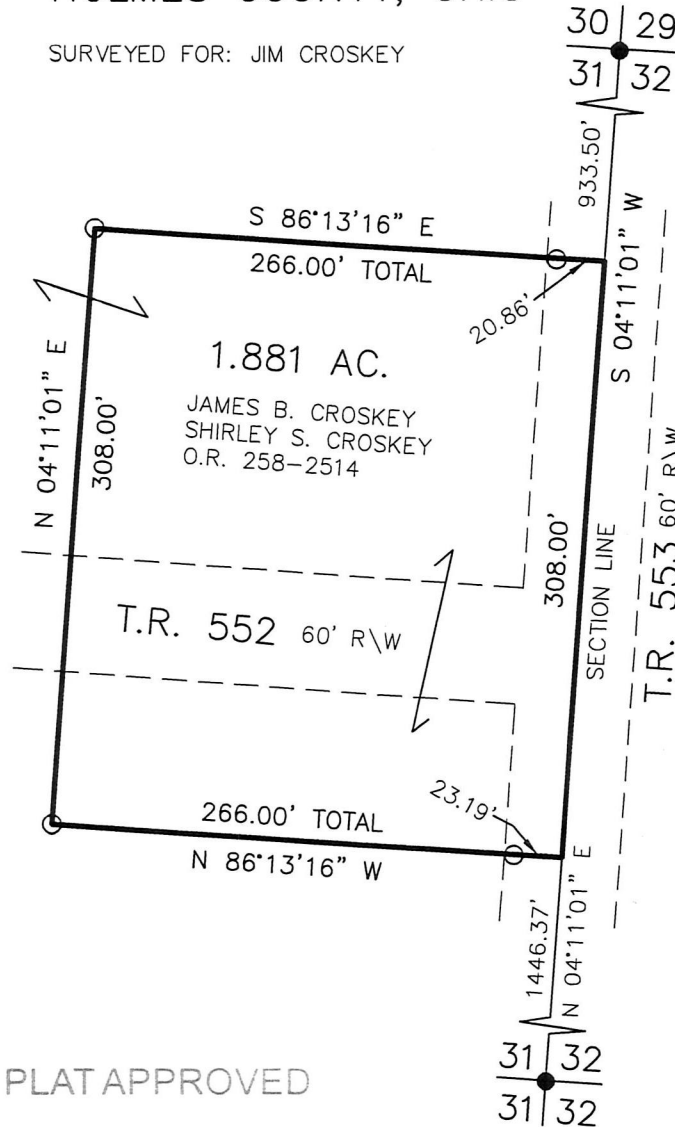 SURVEYED FOR: JIM CROSKEY
30 29
31 32
933.50'
S 04°11'01" W
S 86°13'16" E
266.00' TOTAL
20.86'
1.881 AC.
JAMES B. CROSKEY
SHIRLEY S. CROSKEY
O.R. 258-2514
N 04°11'01" E
308.00'
308.00'
SECTION LINE
T.R. 553 60' R\W
T.R. 552 60' R\W
23.19'
266.00' TOTAL
N 86°13'16" W
1446.37'
N 04°11'01" E
31 32
31 32
PLAT APPROVED